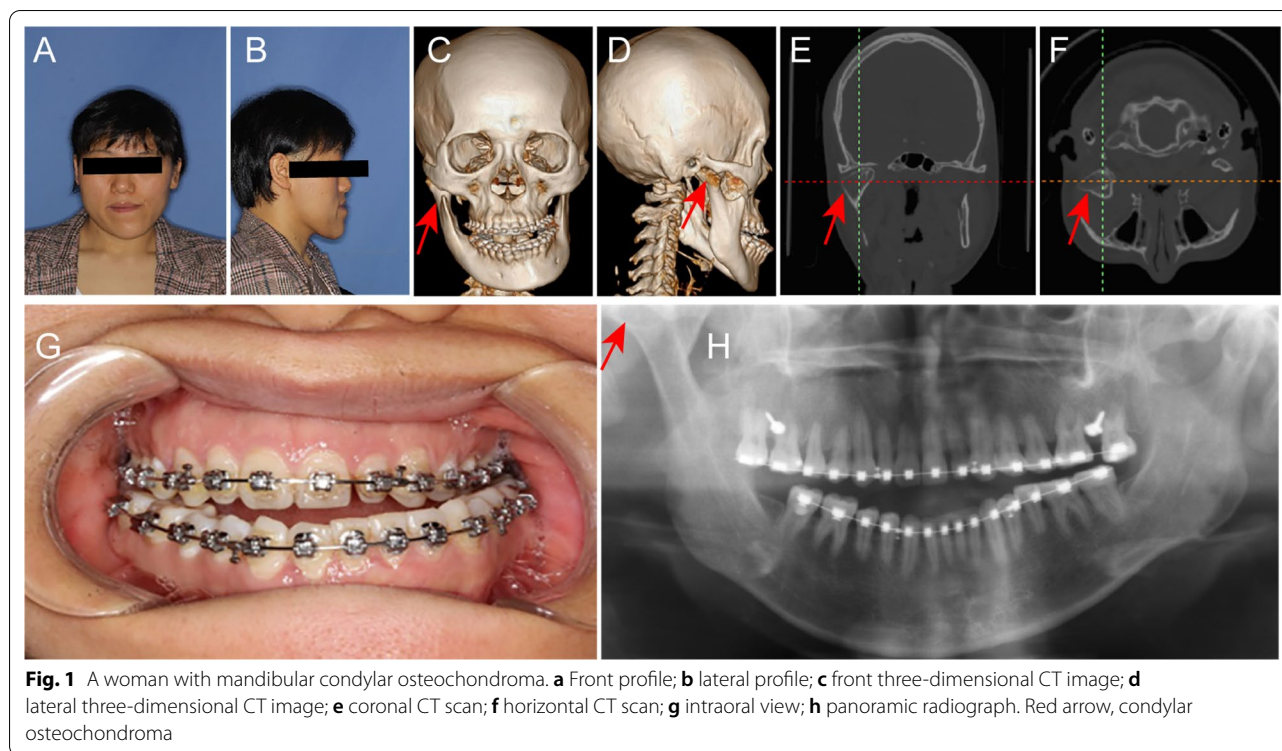 A
B
C
D
E
F
G
H
Fig. 1 A woman with mandibular condylar osteochondroma. a Front profile; b lateral profile; c front three-dimensional CT image; d
lateral three-dimensional CT image; e coronal CT scan; f horizontal CT scan; g intraoral view; h panoramic radiograph. Red arrow, condylar
osteochondroma